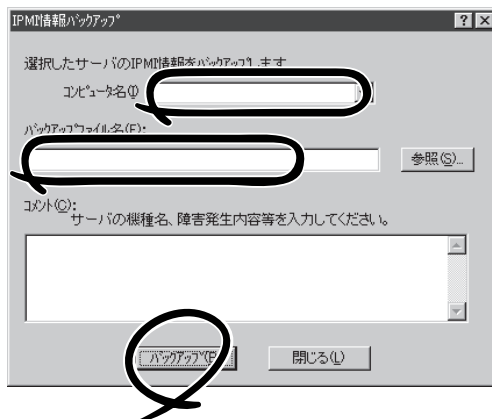 IPMI情報バックアップ
選択したサーバのIPMI情報をバックアップします
コンピュータ名(I)
バックアップファイル名(F):
参照(S)...
コメント(C):
サーバの機種名、障害発生内容等を入力してください。
バックアップ(P)
閉じる(L)